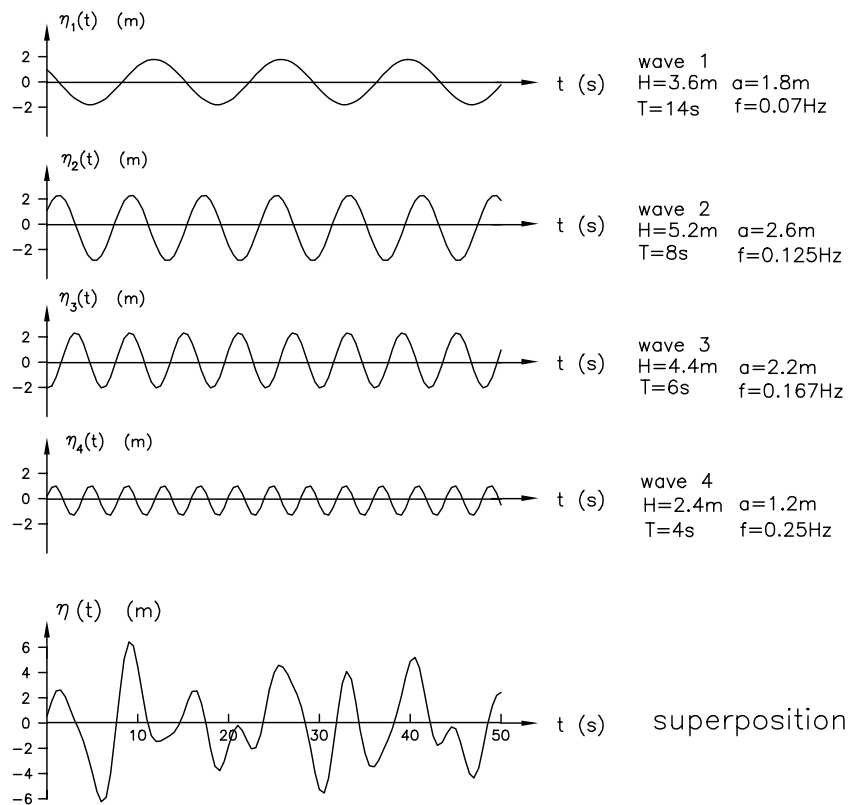 η1(t) (m)
2
0
−2
t (s)
wave 1
H=3.6m a=1.8m
T=14s f=0.07Hz
η2(t) (m)
2
0
−2
t (s)
wave 2
H=5.2m a=2.6m
T=8s f=0.125Hz
η3(t) (m)
2
0
−2
t (s)
wave 3
H=4.4m a=2.2m
T=6s f=0.167Hz
η4(t) (m)
2
0
−2
t (s)
wave 4
H=2.4m a=1.2m
T=4s f=0.25Hz
η(t) (m)
6
4
2
0
−2
−4
−6
10 20 30 40 50
t (s)
superposition